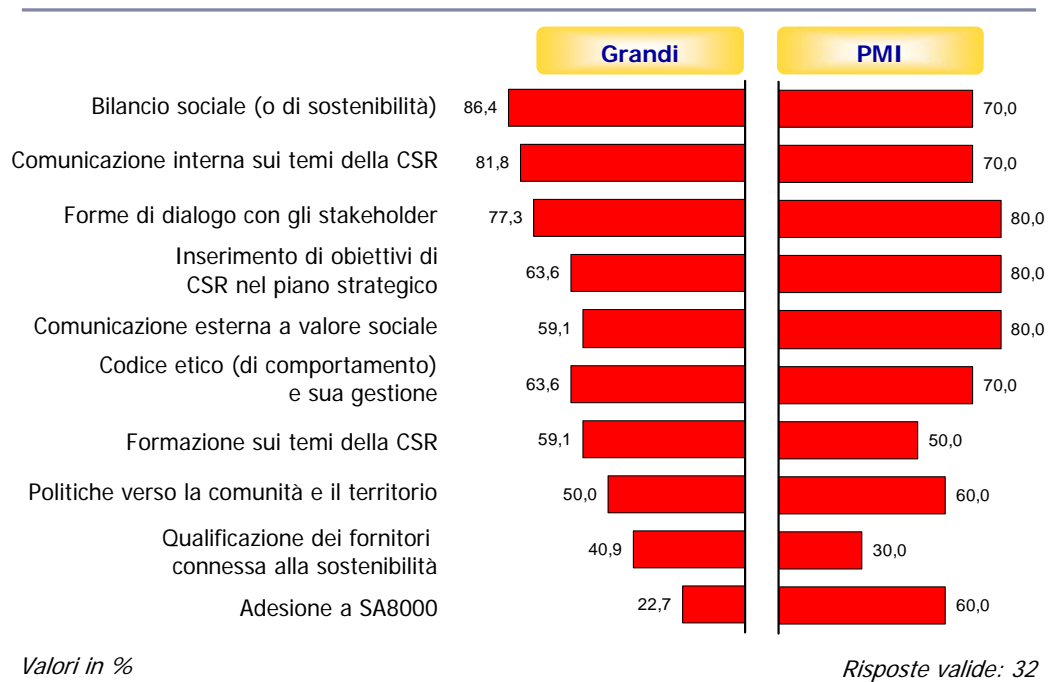 Grandi PMI
Bilancio sociale (o di sostenibilità) 86,4 70,0
Comunicazione interna sui temi della CSR 81,8 70,0
Forme di dialogo con gli stakeholder 77,3 80,0
Inserimento di obiettivi di
CSR nel piano strategico 63,6 80,0
Comunicazione esterna a valore sociale 59,1 80,0
Codice etico (di comportamento)
e sua gestione 63,6 70,0
Formazione sui temi della CSR 59,1 50,0
Politiche verso la comunità e il territorio 50,0 60,0
Qualificazione dei fornitori
connessa alla sostenibilità 40,9 30,0
Adesione a SA8000 22,7 60,0
Valori in % Risposte valide: 32